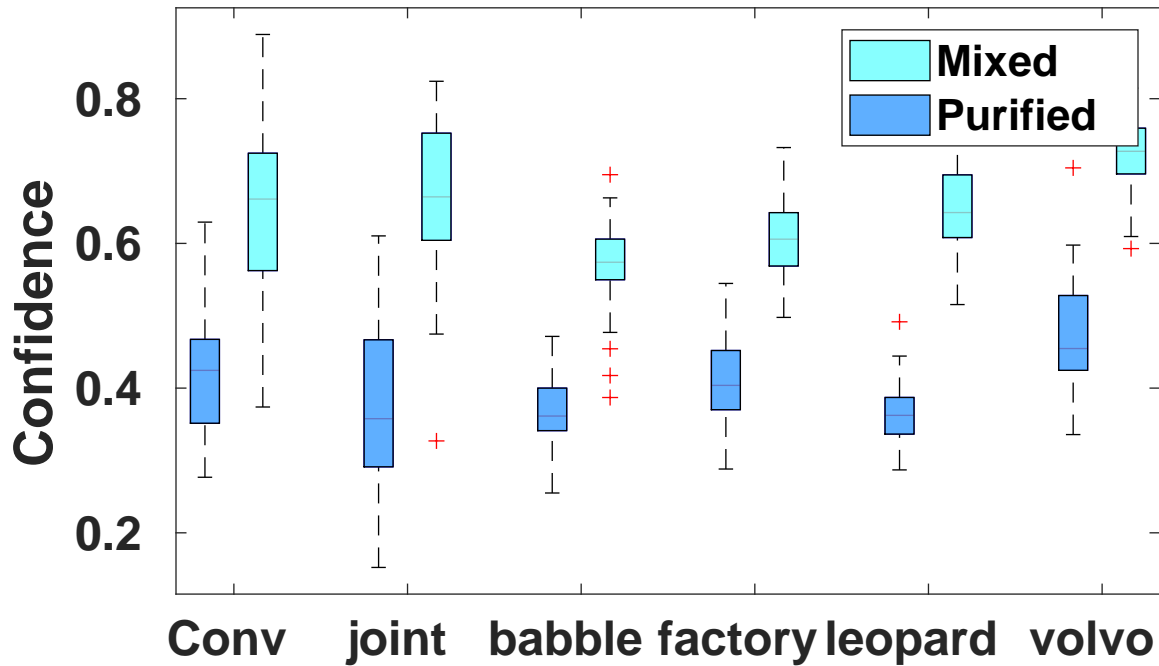 Confidence
0.8
0.6
0.4
0.2
Mixed
Purified
Conv joint babble factory leopard volvo